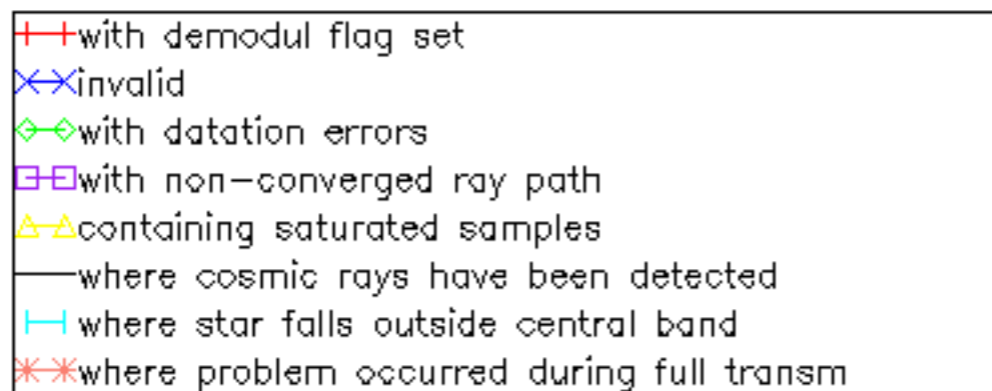 with demodul flag set
invalid
with datation errors
with non-converged ray path
containing saturated samples
where cosmic rays have been detected
where star falls outside central band
where problem occurred during full transm